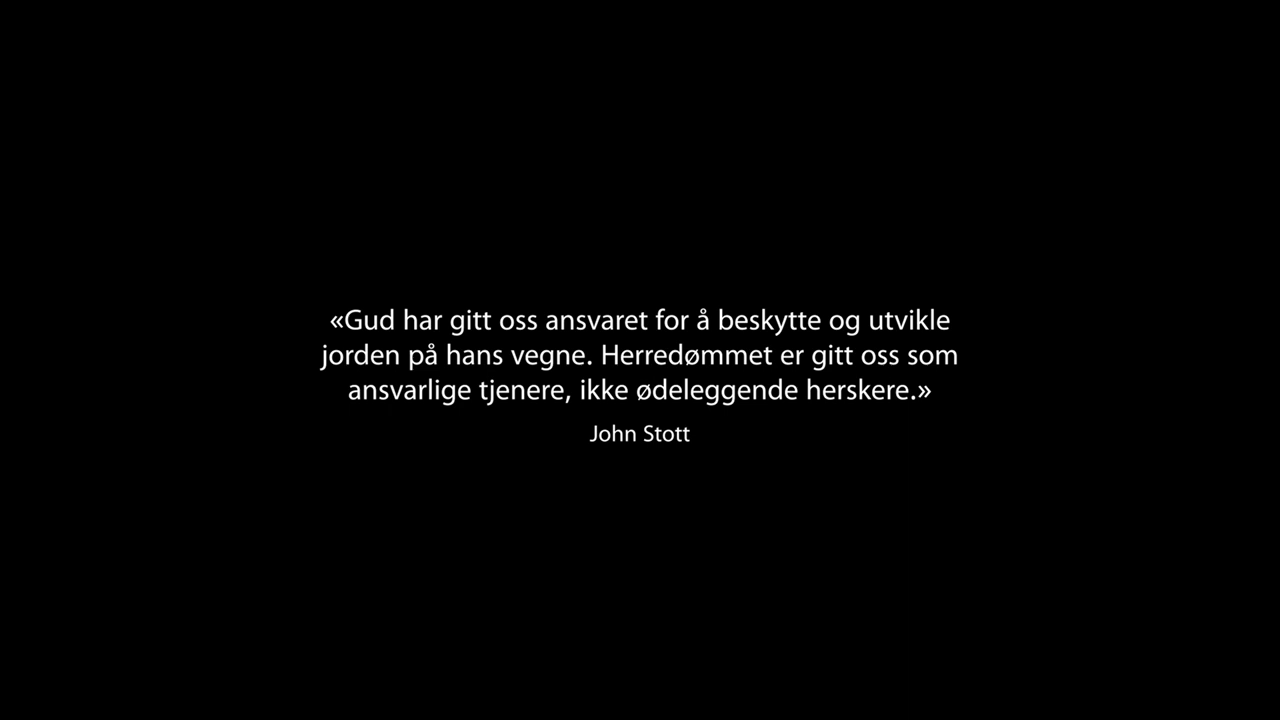 «Gud har gitt oss ansvaret for å beskytte og utvikle
jorden på hans vegne. Herredømmet er gitt oss som
ansvarlige tjenere, ikke ødeleggende herskere.»
John Stott